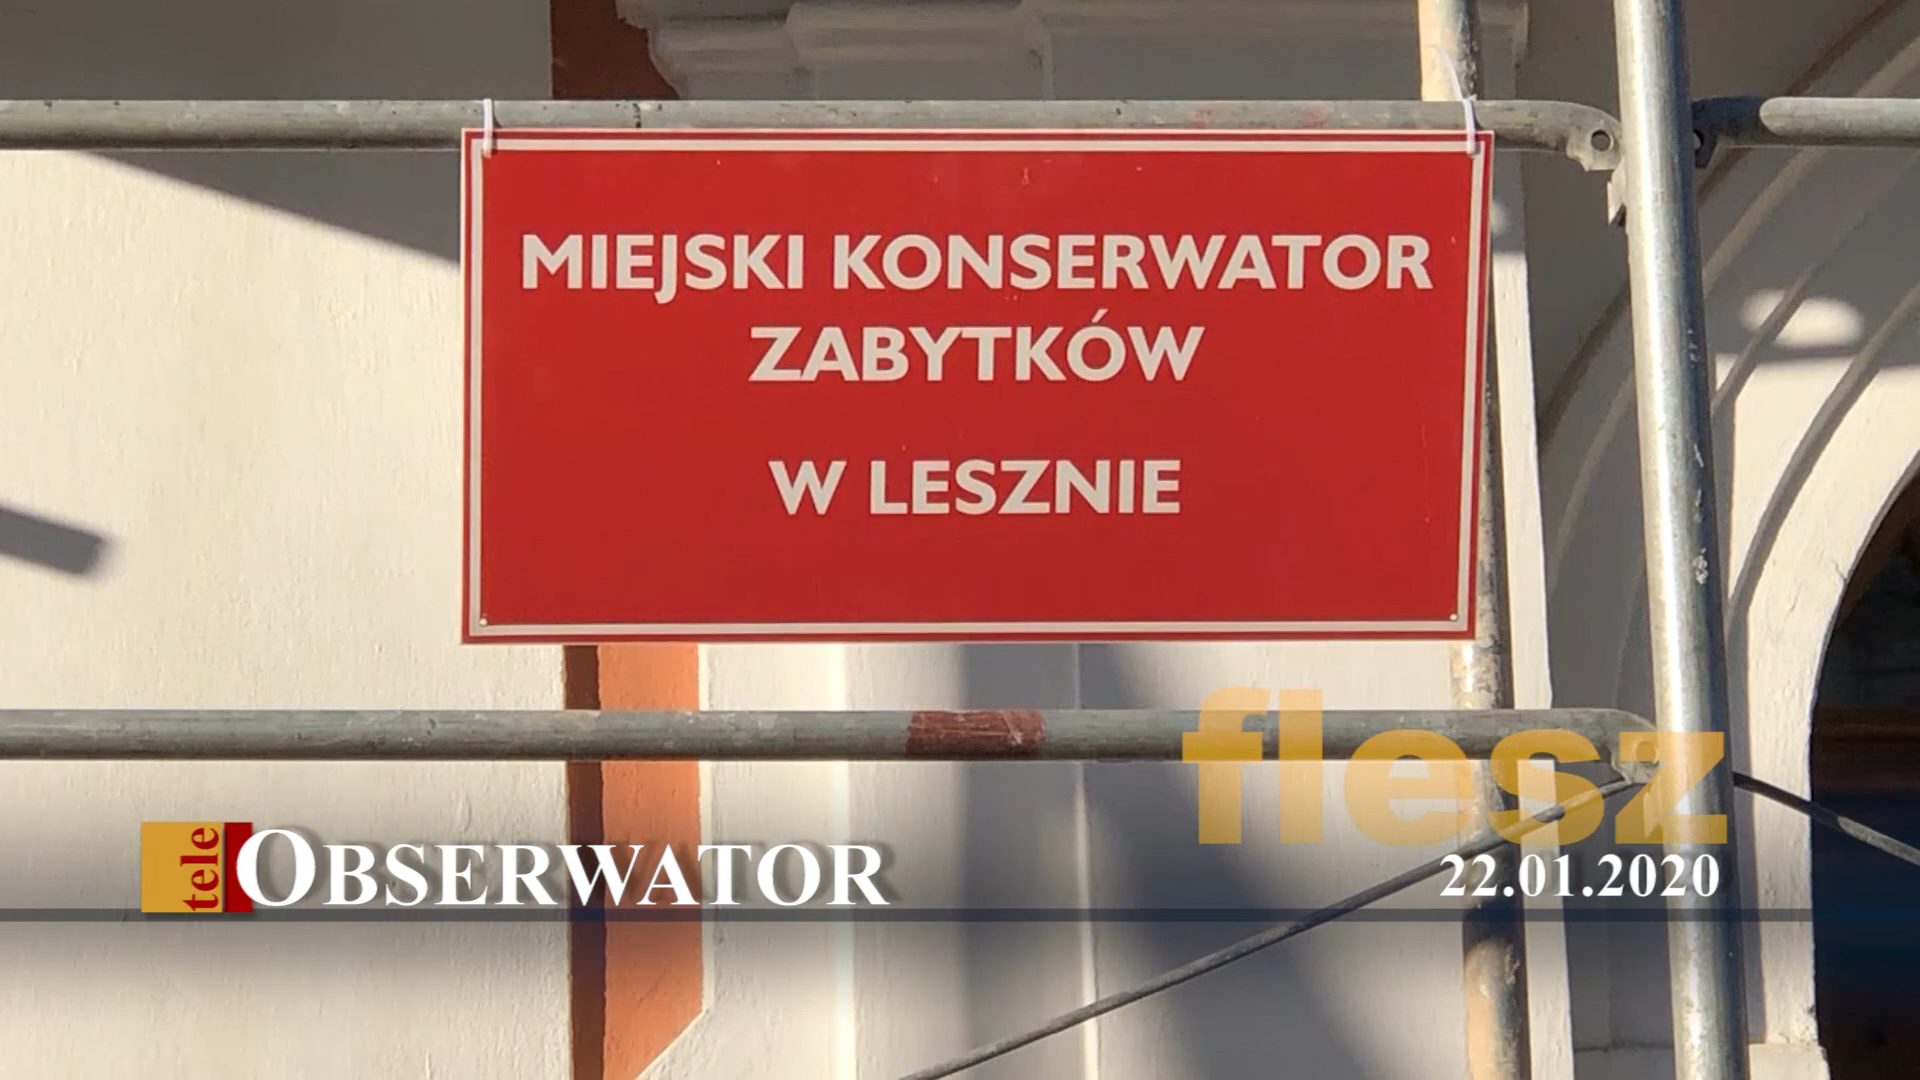 MIEJSKI KONSERWATOR
ZABYTKÓW
W LESZNIE
flesz
tele OBSERWATOR
22.01.2020